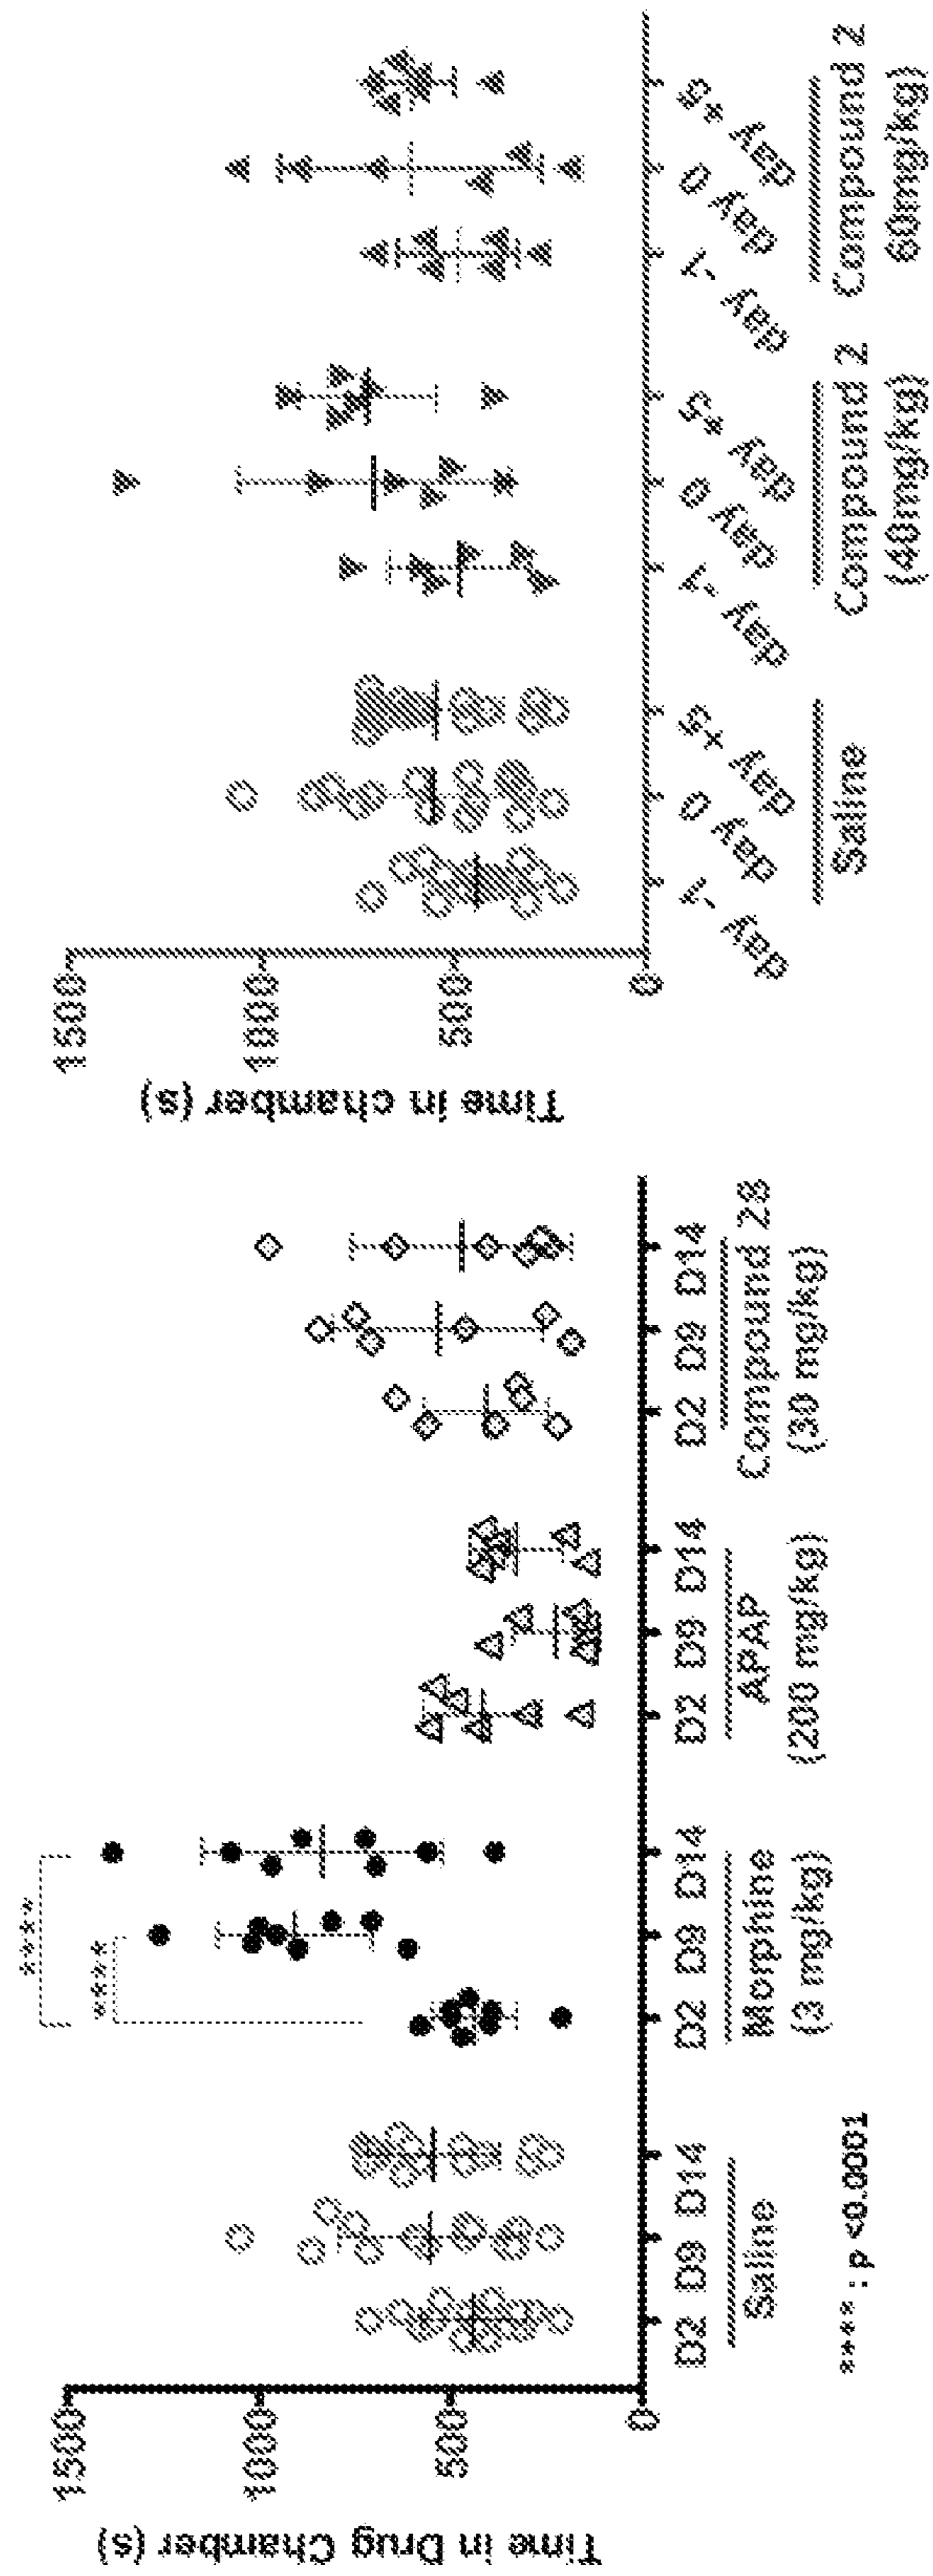 Time in Drug Chamber (s)
1500
1000
500
0
****
****
D2 D9 D14 D2 D9 D14 D2 D9 D14 D2 D9 D14
Saline
Morphine
(3 mg/kg)
APAP
(200 mg/kg)
Compound 28
(30 mg/kg)
**** : p <0.0001
Time in chamber (s)
1500
1000
500
0
day -1 day 0 day +5 day -1 day 0 day +5 day -1 day 0 day +5
Saline
Compound 2
(40mg/kg)
Compound 2
60mg/kg)